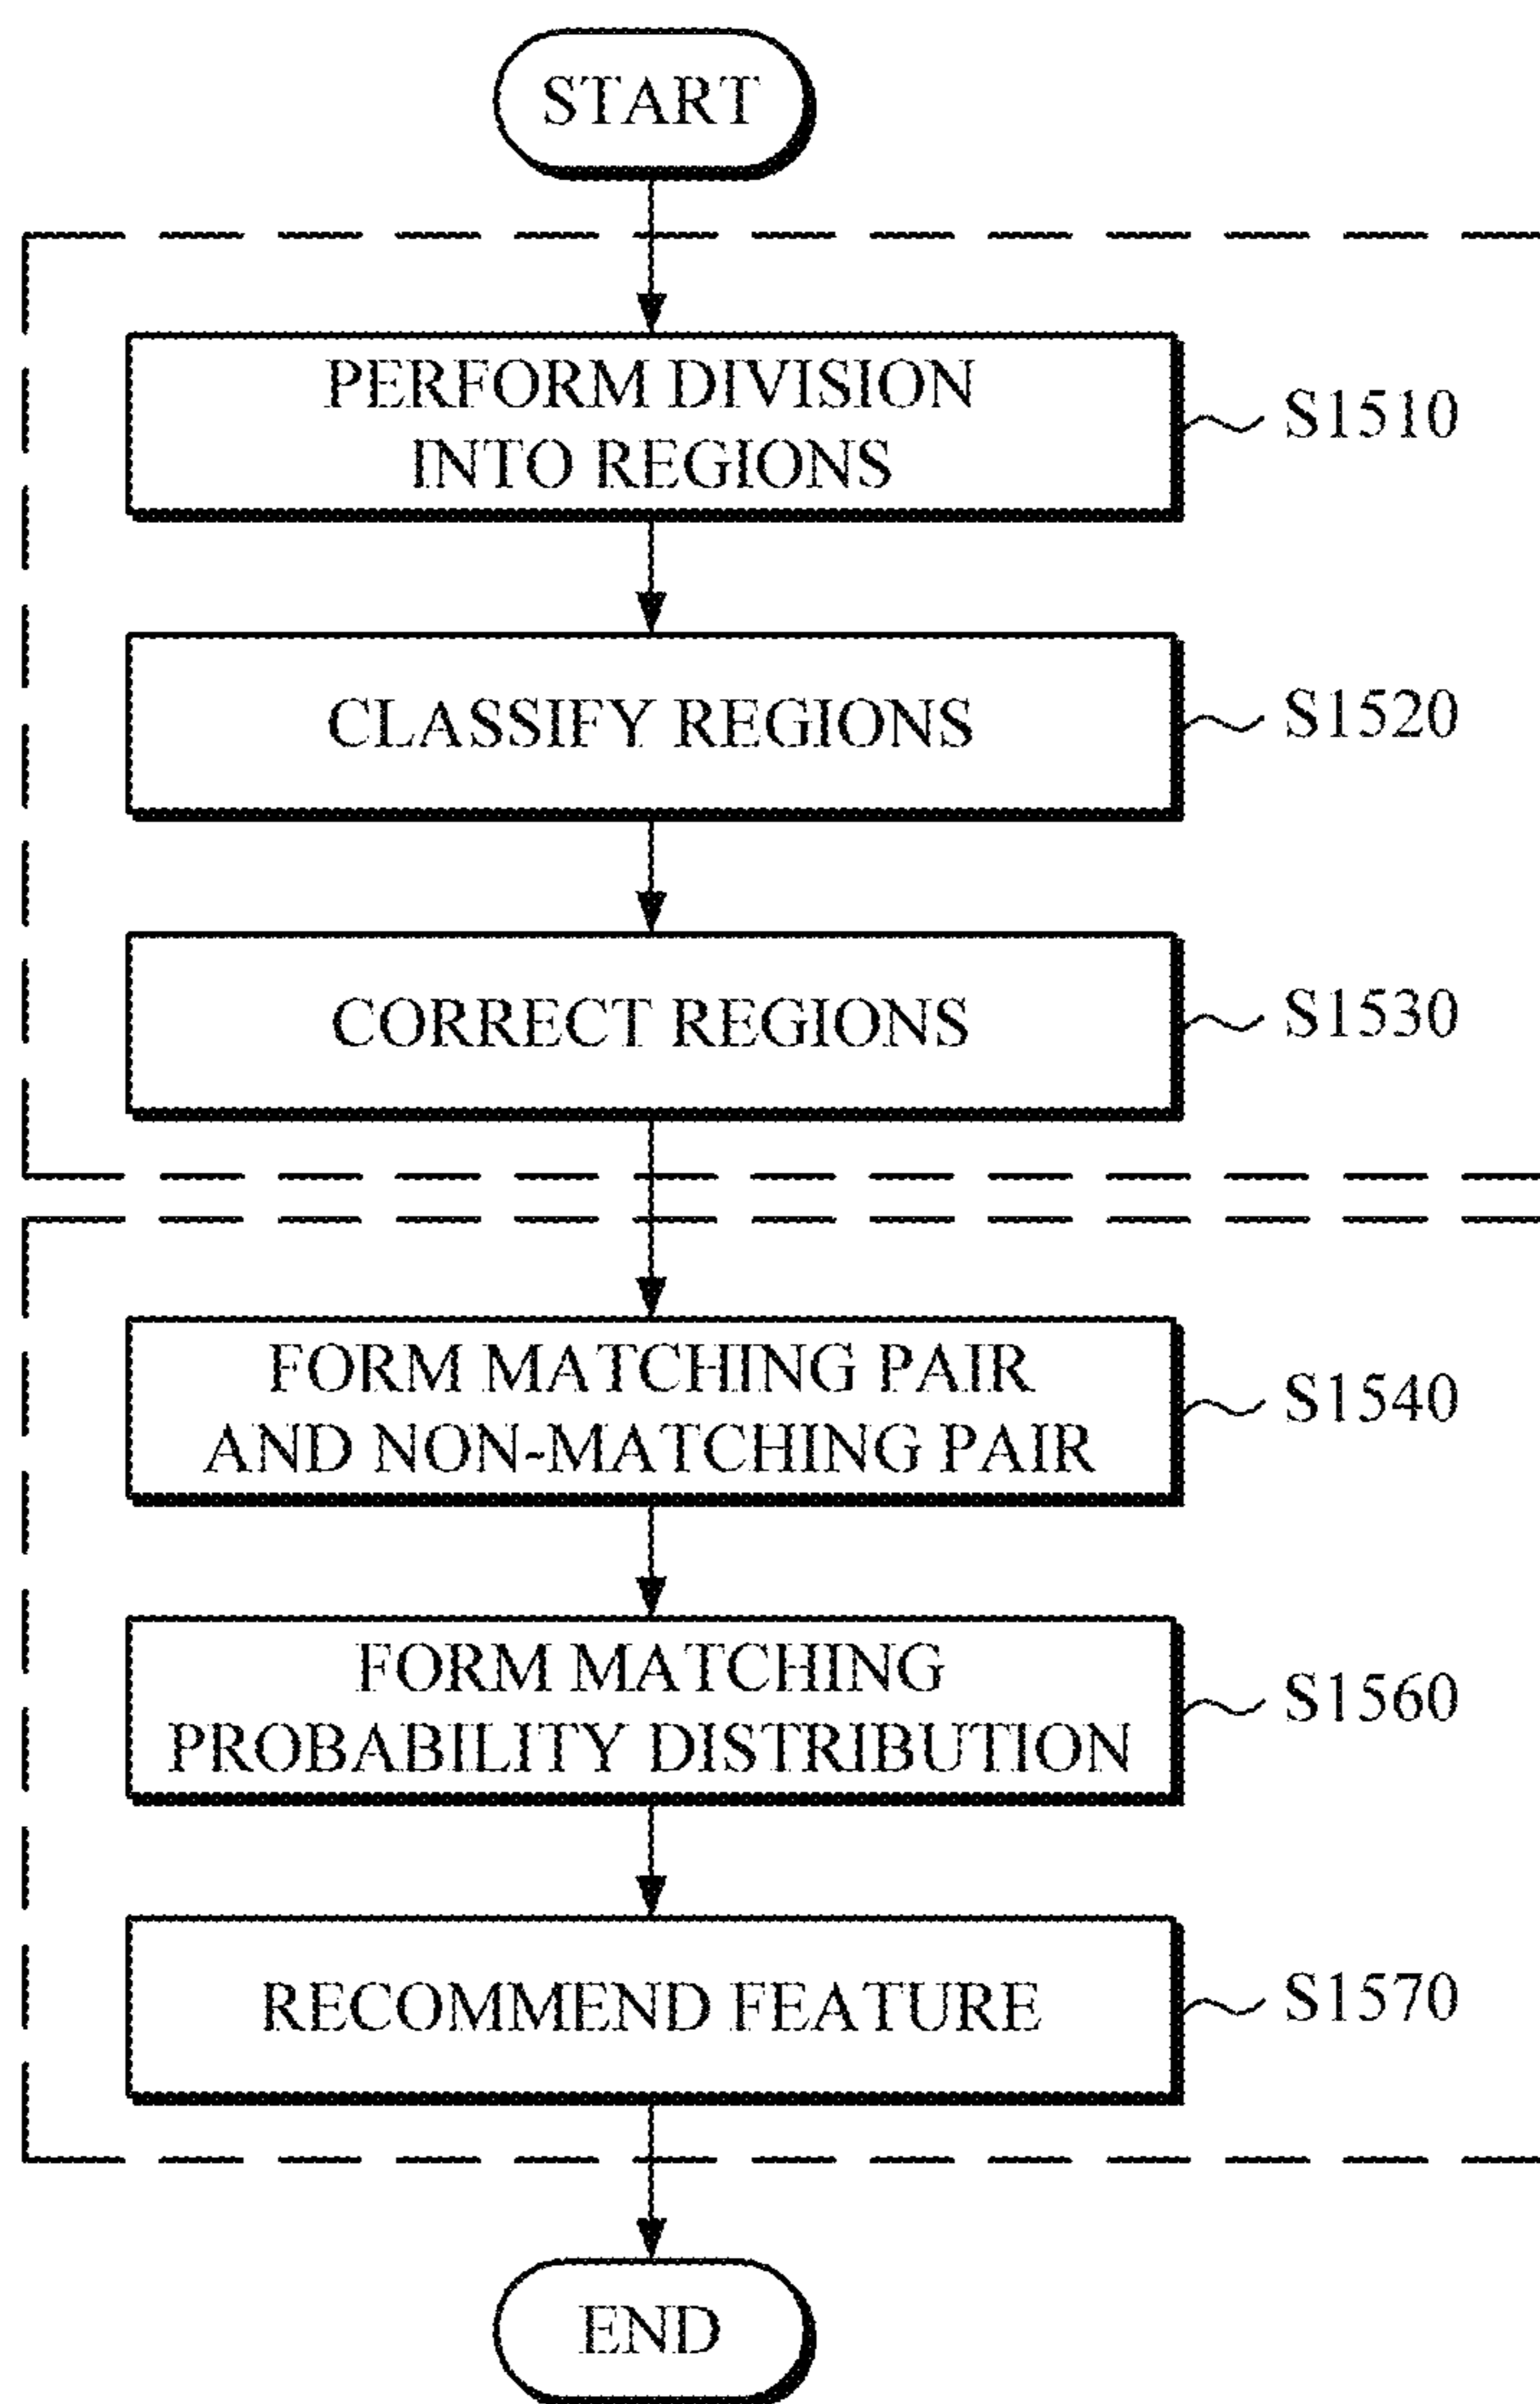 START
PERFORM DIVISION
INTO REGIONS
S1510
CLASSIFY REGIONS
S1520
CORRECT REGIONS
S1530
FORM MATCHING PAIR
AND NON-MATCHING PAIR
S1540
FORM MATCHING
PROBABILITY DISTRIBUTION
S1560
RECOMMEND FEATURE
S1570
END